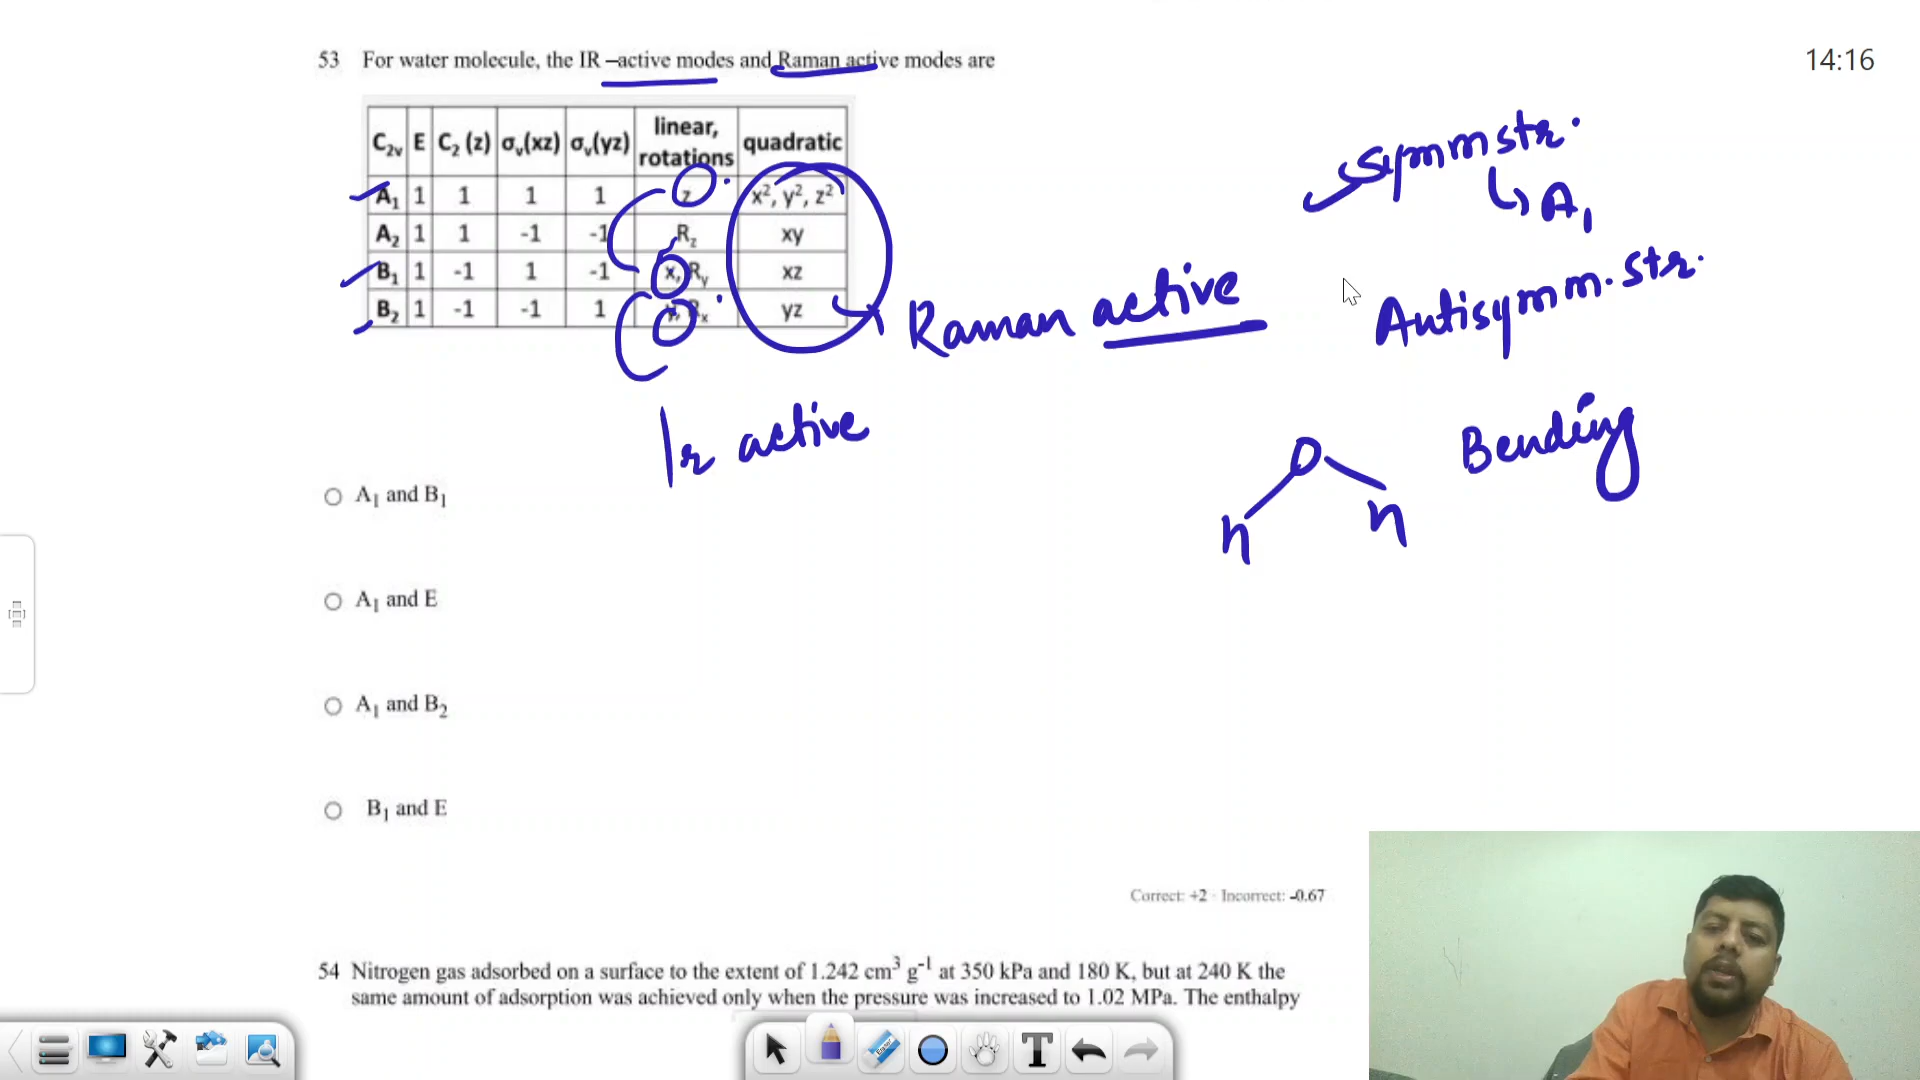 14:16
53 For water molecule, the IR –active modes and Raman active modes are
C₂ᵥ E C₂ (z) σᵥ(xz) σᵥ(yz) linear, rotations quadratic
A₁ 1 1 1 1 z x², y², z²
A₂ 1 1 -1 -1 R_z xy
B₁ 1 -1 1 -1 x, R_y xz
B₂ 1 -1 -1 1 yz
Symm str.
A₁
Antisymm. str.
Raman active
Ir active
Bending
O
H H
A₁ and B₁
A₁ and E
A₁ and B₂
B₁ and E
Correct: +2 · Incorrect: -0.67
54 Nitrogen gas adsorbed on a surface to the extent of 1.242 cm³ g⁻¹ at 350 kPa and 180 K, but at 240 K the
same amount of adsorption was achieved only when the pressure was increased to 1.02 MPa. The enthalpy